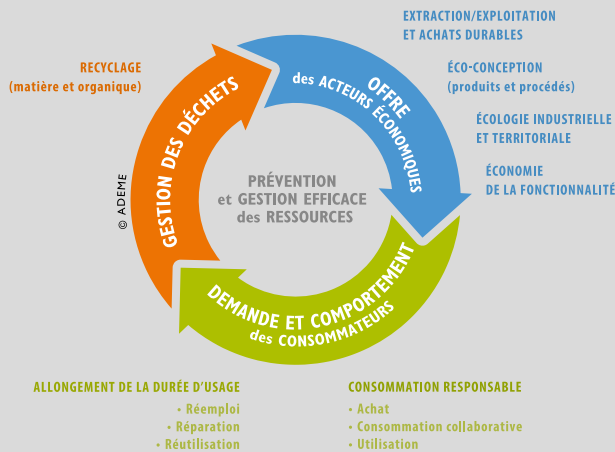 EXTRACTION/EXPLOITATION
ET ACHATS DURABLES
RECYCLAGE
(matière et organique)
ÉCO-CONCEPTION
(produits et procédés)
ÉCOLOGIE INDUSTRIELLE
ET TERRITORIALE
ÉCONOMIE
DE LA FONCTIONNALITÉ
OFFRE
des ACTEURS ÉCONOMIQUES
GESTION DES DÉCHETS
PRÉVENTION
et GESTION EFFICACE
des RESSOURCES
© ADEME
DEMANDE ET COMPORTEMENT
des CONSOMMATEURS
ALLONGEMENT DE LA DURÉE D'USAGE
• Réemploi
• Réparation
• Réutilisation
CONSOMMATION RESPONSABLE
• Achat
• Consommation collaborative
• Utilisation